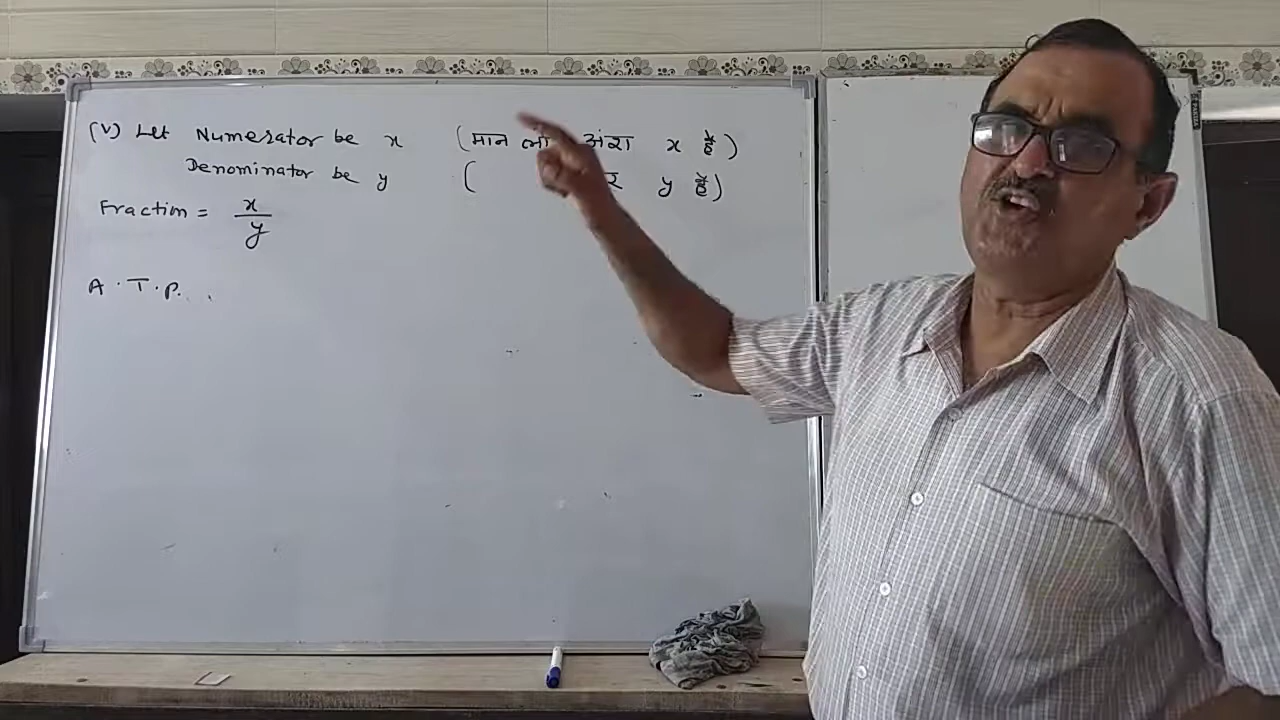 (V) Let Numerator be x (मान अंश x है)
Denominator be y ( y है)
Fraction = x/y
A.T.P...